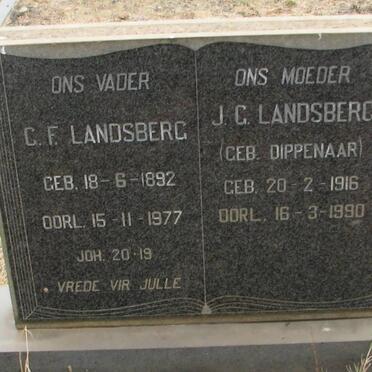 ONS VADER
C. F. LANDSBERG
GEB. 18-6-1892
OORL. 15-11-1977
JOH. 20-19
VREDE VIR JULLE
ONS MOEDER
J. C. LANDSBERG
(GEB. DIPPENAAR)
GEB. 20-2-1916
OORL. 16-3-1990